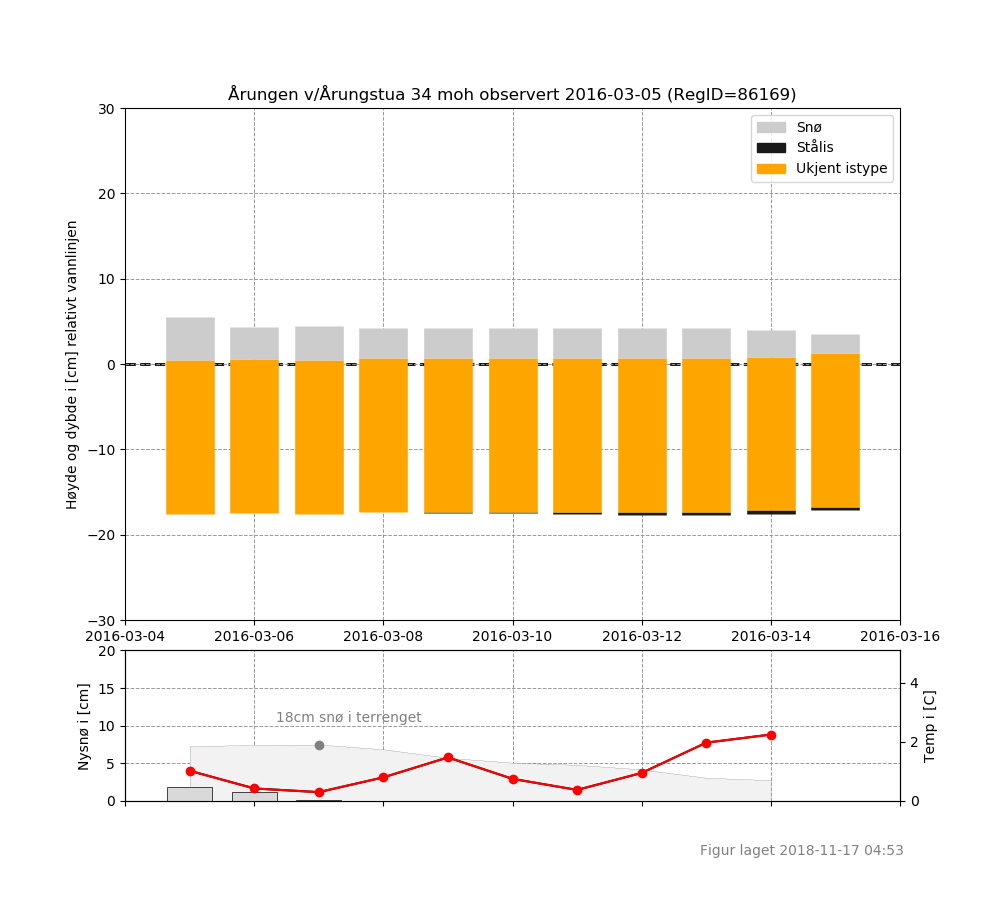 Årungen v/Årungstua 34 moh observert 2016-03-05 (RegID=86169)
Høyde og dybde i [cm] relativt vannlinjen
30
20
10
0
−10
−20
−30
Snø
Stålis
Ukjent istype
2016-03-04 2016-03-06 2016-03-08 2016-03-10 2016-03-12 2016-03-14 2016-03-16
Nysnø i [cm]
20
15
10
5
0
18cm snø i terrenget
4
2
0
Temp i [C]
Figur laget 2018-11-17 04:53